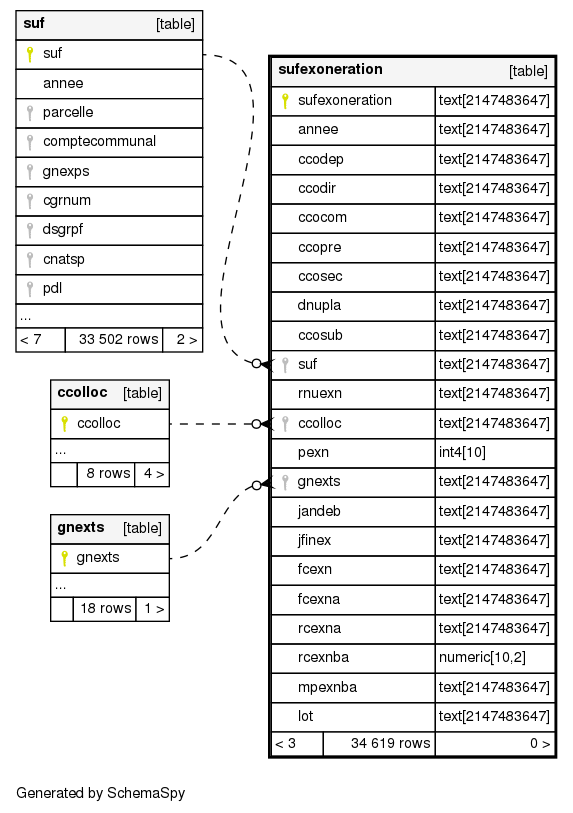 suf [table]
suf
annee
parcelle
comptecommunal
gnexps
cgrnum
dsgrpf
cnatsp
pdl
...
< 7 33 502 rows 2 >
ccolloc [table]
ccolloc
...
8 rows 4 >
gnexts [table]
gnexts
...
18 rows 1 >
sufexoneration [table]
sufexoneration text[2147483647]
annee text[2147483647]
ccodep text[2147483647]
ccodir text[2147483647]
ccocom text[2147483647]
ccopre text[2147483647]
ccosec text[2147483647]
dnupla text[2147483647]
ccosub text[2147483647]
suf text[2147483647]
rnuexn text[2147483647]
ccolloc text[2147483647]
pexn int4[10]
gnexts text[2147483647]
jandeb text[2147483647]
jfinex text[2147483647]
fcexn text[2147483647]
fcexna text[2147483647]
rcexna text[2147483647]
rcexnba numeric[10,2]
mpexnba text[2147483647]
lot text[2147483647]
< 3 34 619 rows 0 >
Generated by SchemaSpy